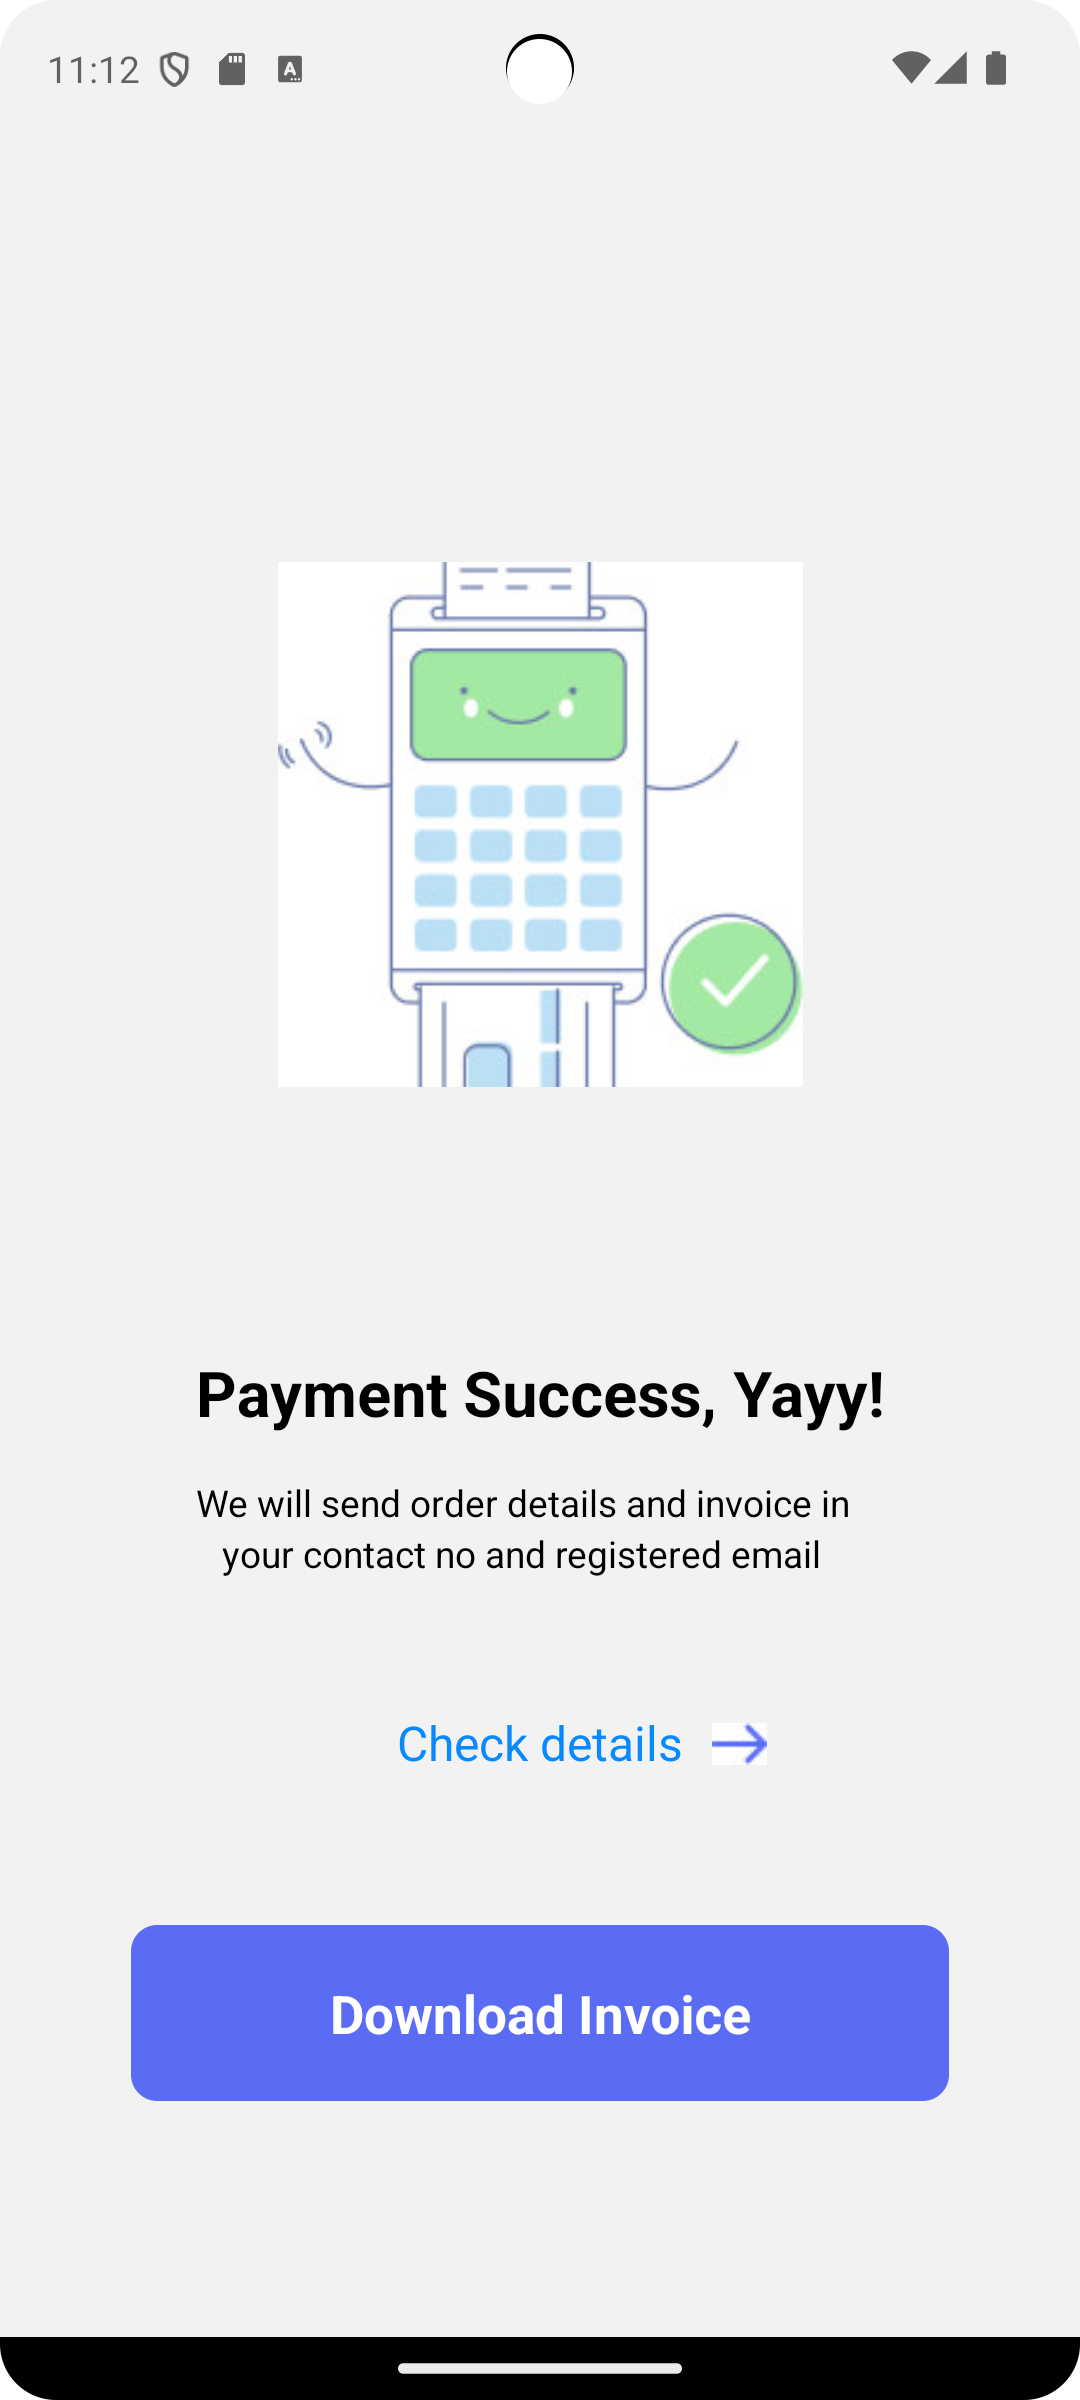 11:12
Payment Success, Yayy!
We will send order details and invoice in
your contact no and registered email
Check details
Download Invoice